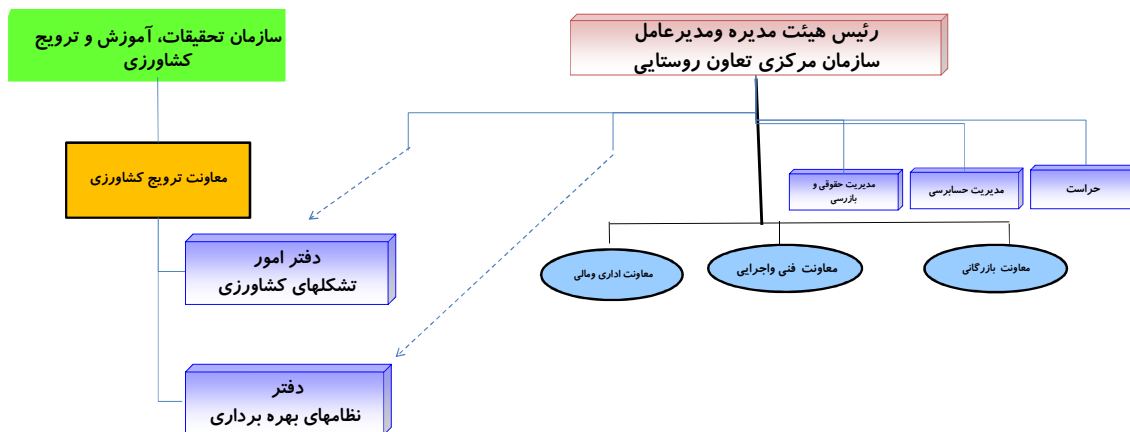 رئیس هیئت مدیره ومدیرعامل
سازمان مرکزی تعاون روستایی
سازمان تحقیقات، آموزش و ترویج
کشاورزی
معاونت ترویج کشاورزی
حراست
مدیریت حسابرسی
مدیریت حقوقی و
بازرسی
معاونت بازرگانی
معاونت فنی واجرایی
معاونت اداری ومالی
دفتر امور
تشکلهای کشاورزی
دفتر
نظامهای بهره برداری